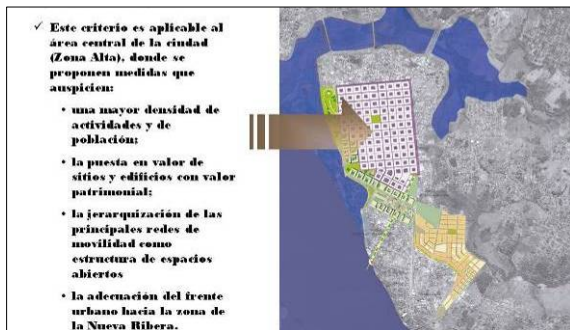 ✓ Este criterio es aplicable al
área central de la ciudad
(Zona Alta), donde se
proponen medidas que
auspicien:
• una mayor densidad de
actividades y de
población;
• la puesta en valor de
sitios y edificios con valor
patrimonial;
• la jerarquización de las
principales redes de
movilidad como
estructura de espacios
abiertos
• la adecuación del frente
urbano hacia la zona de
la Nueva Ribera.